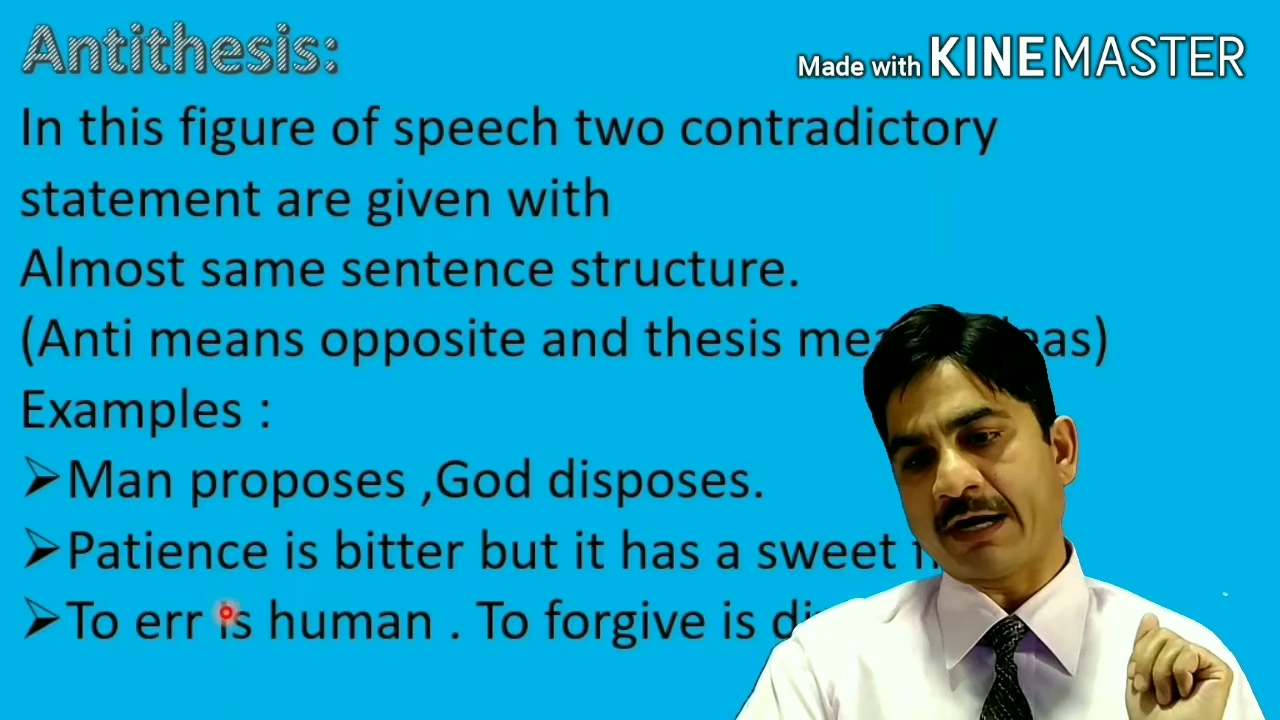 Antithesis:
Made with KINEMASTER
In this figure of speech two contradictory
statement are given with
Almost same sentence structure.
(Anti means opposite and thesis
Examples :
➢Man proposes ,God disposes.
➢Patience is bitter but it has a sweet
➢To err is human . To forgive is